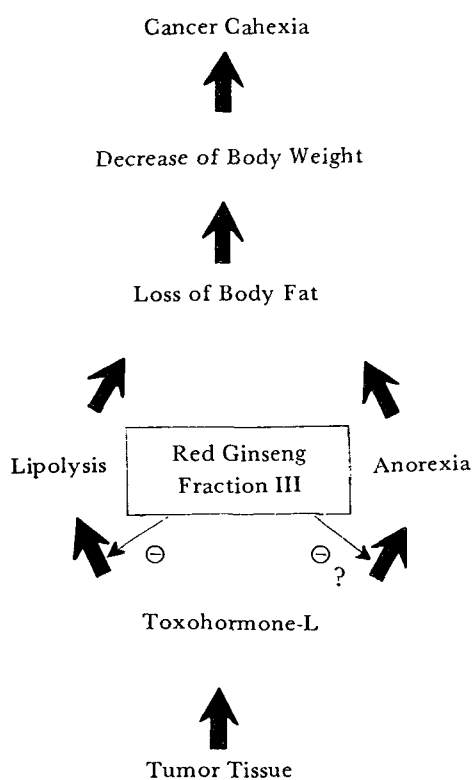 Cancer Cahexia
Decrease of Body Weight
Loss of Body Fat
Lipolysis
Red Ginseng
Fraction III
Anorexia
⊖
⊖
?
Toxohormone-L
Tumor Tissue